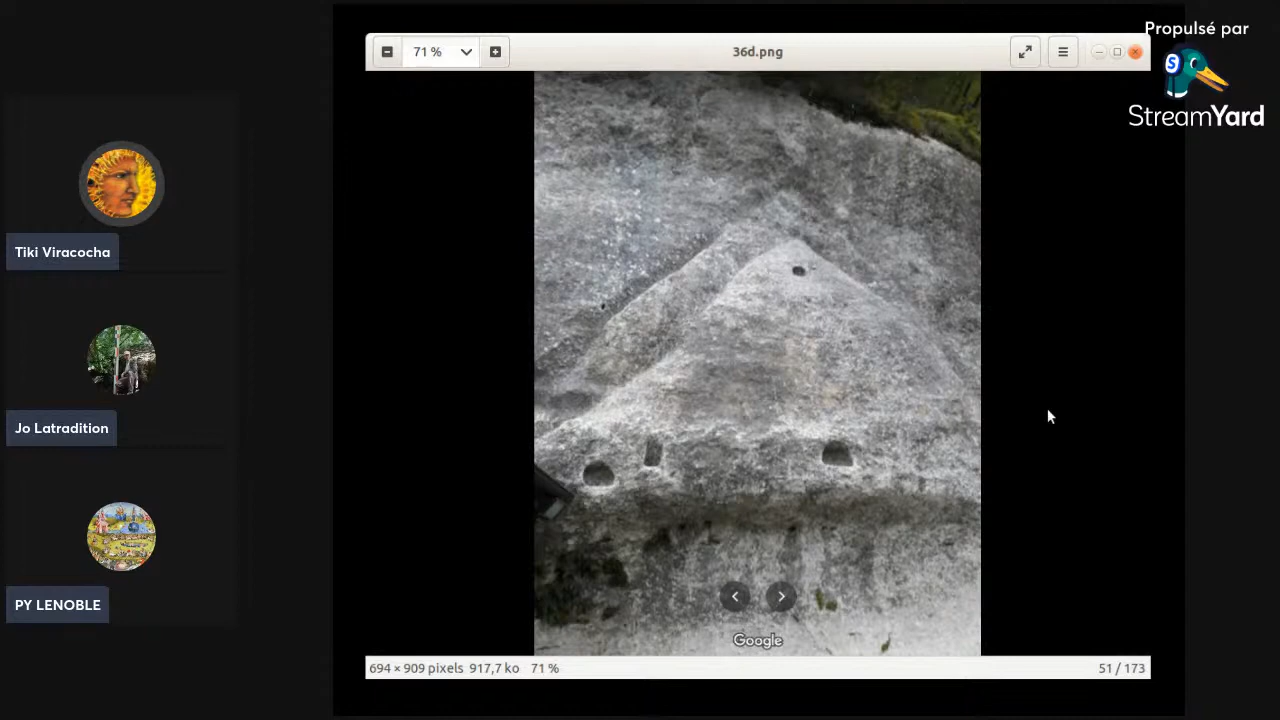 71 %
36d.png
Propulsé par
StreamYard
Tiki Viracocha
Jo Latradition
PY LENOBLE
Google
694 × 909 pixels 917,7 ko 71 %
51 / 173